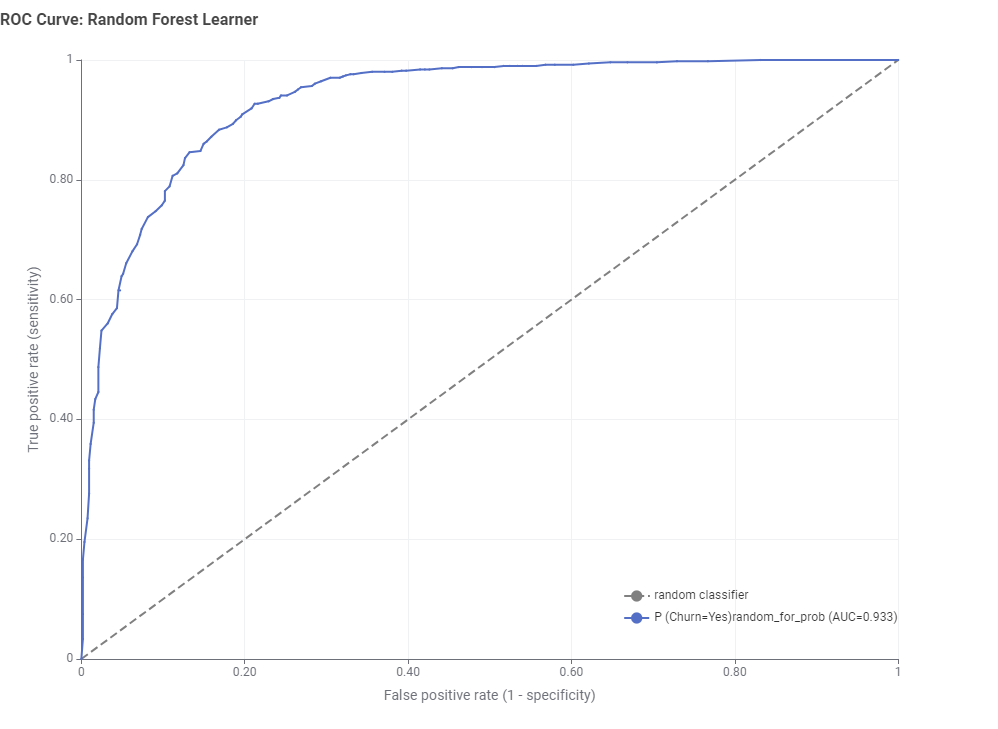 ROC Curve: Random Forest Learner
1
0.80
0.60
0.40
0.20
0
True positive rate (sensitivity)
random classifier
P (Churn=Yes)random_for_prob (AUC=0.933)
0 0.20 0.40 0.60 0.80 1
False positive rate (1 - specificity)